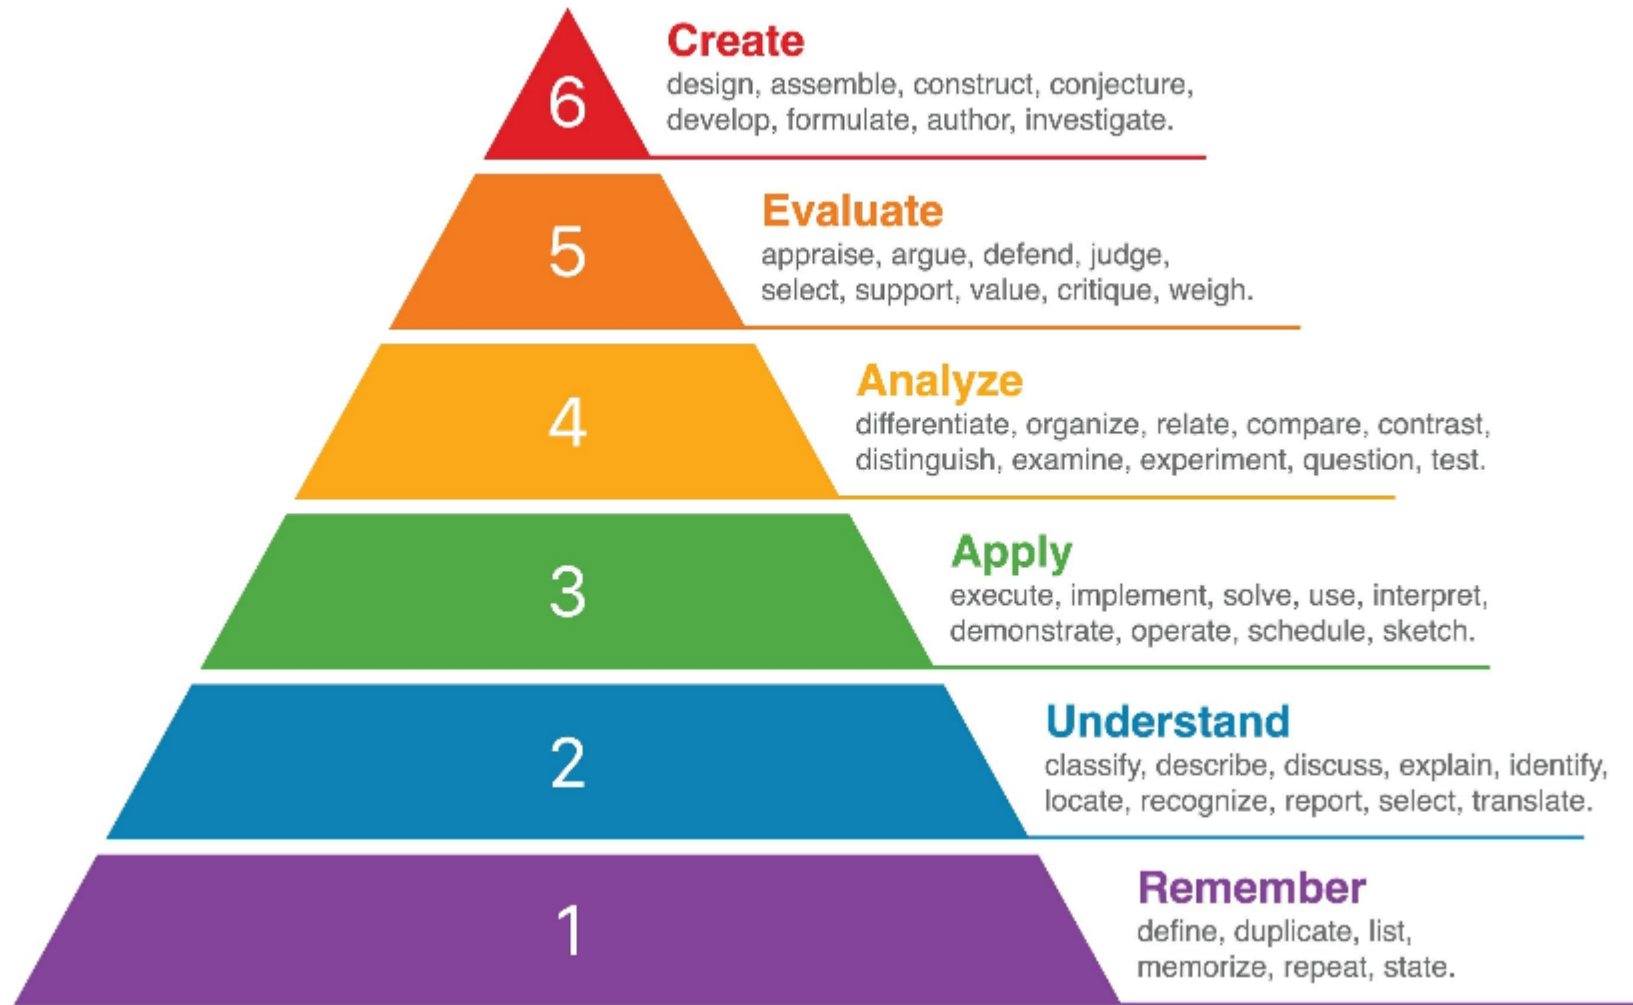 6
Create
design, assemble, construct, conjecture,
develop, formulate, author, investigate.
5
Evaluate
appraise, argue, defend, judge,
select, support, value, critique, weigh.
4
Analyze
differentiate, organize, relate, compare, contrast,
distinguish, examine, experiment, question, test.
3
Apply
execute, implement, solve, use, interpret,
demonstrate, operate, schedule, sketch.
2
Understand
classify, describe, discuss, explain, identify,
locate, recognize, report, select, translate.
1
Remember
define, duplicate, list,
memorize, repeat, state.